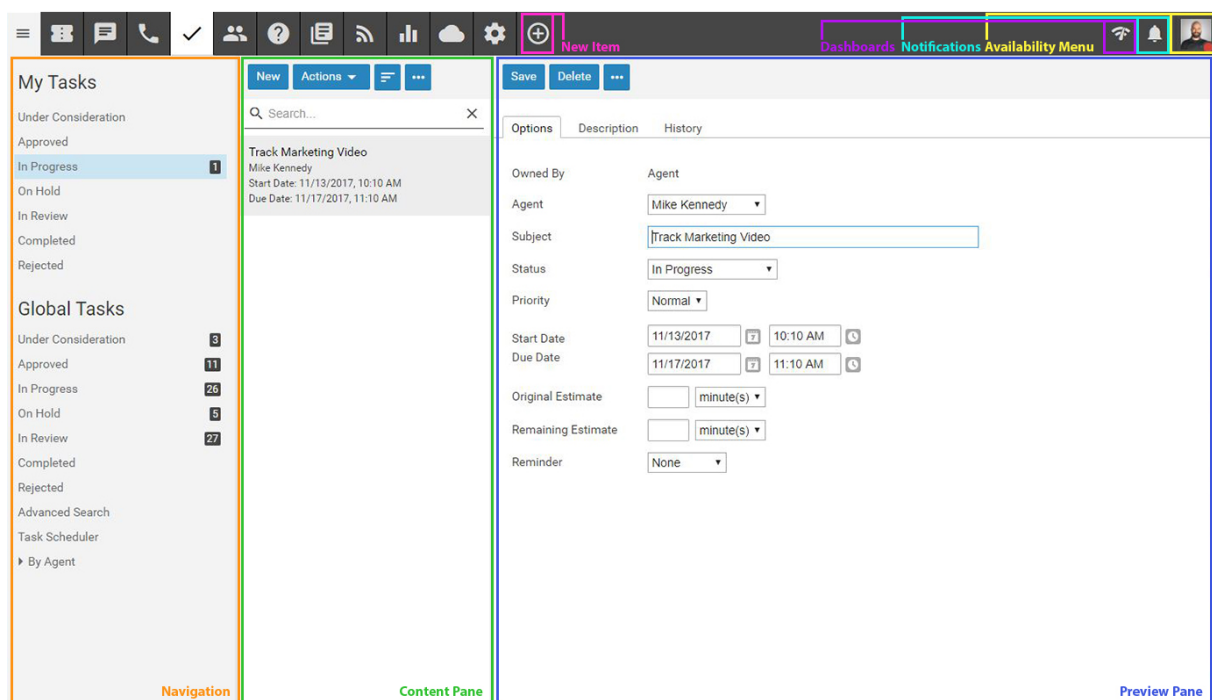 New Item
Dashboards Notifications Availability Menu
My Tasks
Under Consideration
Approved
In Progress 1
On Hold
In Review
Completed
Rejected
Global Tasks
Under Consideration 3
Approved 11
In Progress 26
On Hold 5
In Review 27
Completed
Rejected
Advanced Search
Task Scheduler
By Agent
Navigation
New Actions
Search...
Track Marketing Video
Mike Kennedy
Start Date: 11/13/2017, 10:10 AM
Due Date: 11/17/2017, 11:10 AM
Content Pane
Save Delete
Options Description History
Owned By Agent
Agent Mike Kennedy
Subject Track Marketing Video
Status In Progress
Priority Normal
Start Date 11/13/2017 7 10:10 AM
Due Date 11/17/2017 7 11:10 AM
Original Estimate minute(s)
Remaining Estimate minute(s)
Reminder None
Preview Pane